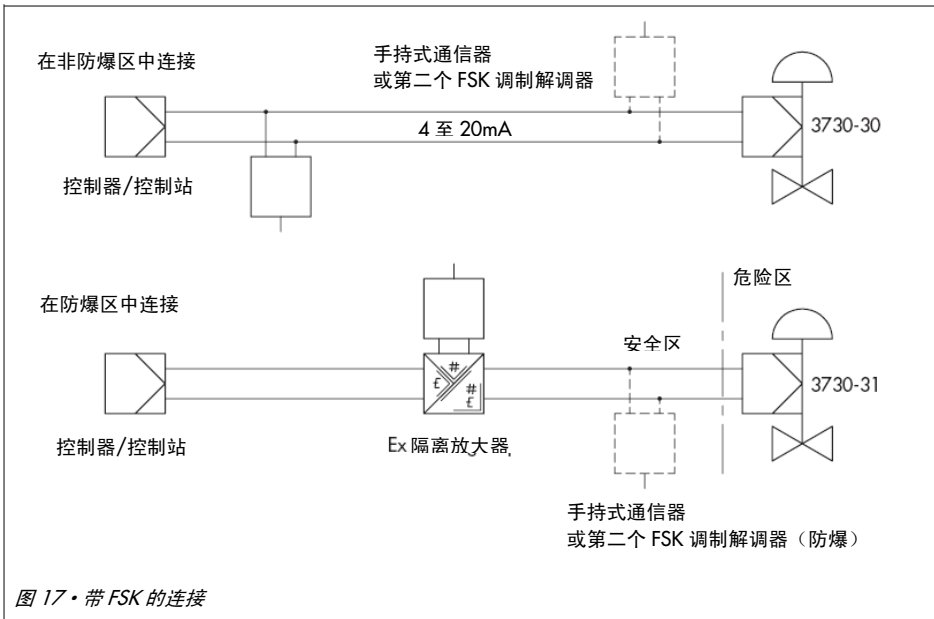 在非防爆区中连接
手持式通信器
或第二个 FSK 调制解调器
4 至 20mA
3730-30
控制器/控制站
在防爆区中连接
危险区
安全区
3730-31
控制器/控制站
Ex 隔离放大器
手持式通信器
或第二个 FSK 调制解调器（防爆）
图 17 • 带 FSK 的连接